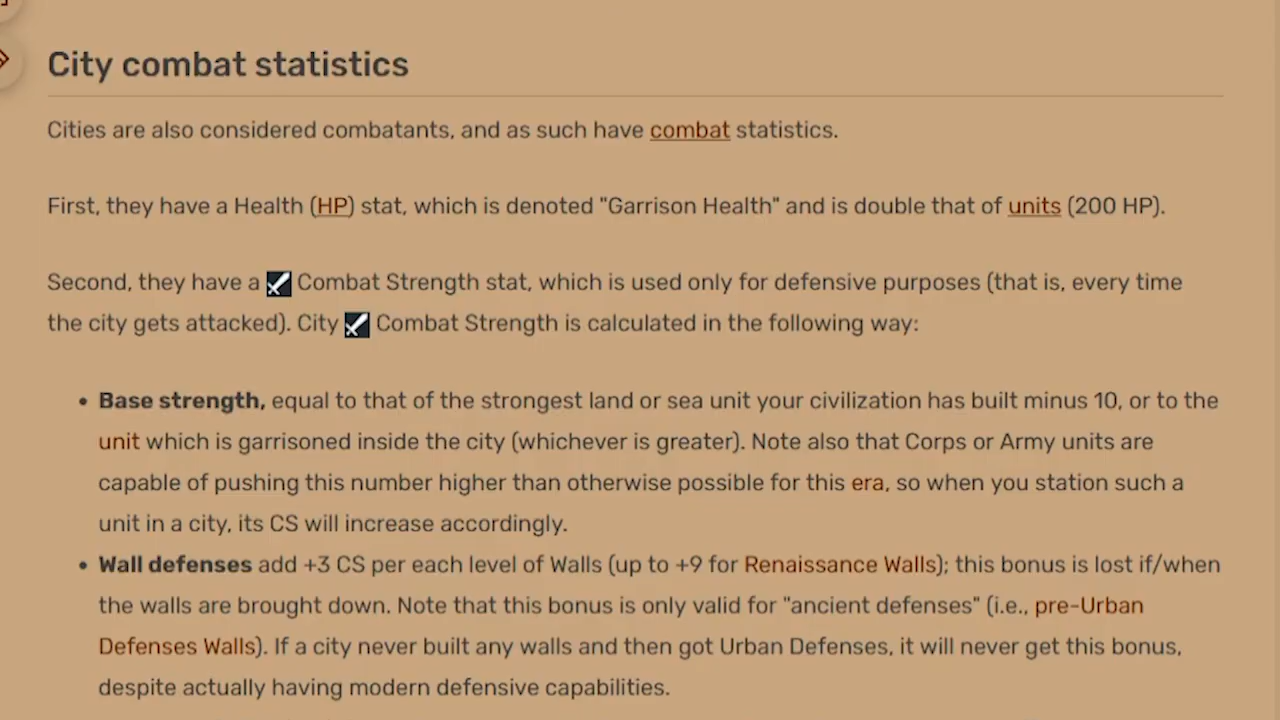 City combat statistics
Cities are also considered combatants, and as such have combat statistics.
First, they have a Health (HP) stat, which is denoted "Garrison Health" and is double that of units (200 HP).
Second, they have a Combat Strength stat, which is used only for defensive purposes (that is, every time
the city gets attacked). City Combat Strength is calculated in the following way:
• Base strength, equal to that of the strongest land or sea unit your civilization has built minus 10, or to the
unit which is garrisoned inside the city (whichever is greater). Note also that Corps or Army units are
capable of pushing this number higher than otherwise possible for this era, so when you station such a
unit in a city, its CS will increase accordingly.
• Wall defenses add +3 CS per each level of Walls (up to +9 for Renaissance Walls); this bonus is lost if/when
the walls are brought down. Note that this bonus is only valid for "ancient defenses" (i.e., pre-Urban
Defenses Walls). If a city never built any walls and then got Urban Defenses, it will never get this bonus,
despite actually having modern defensive capabilities.